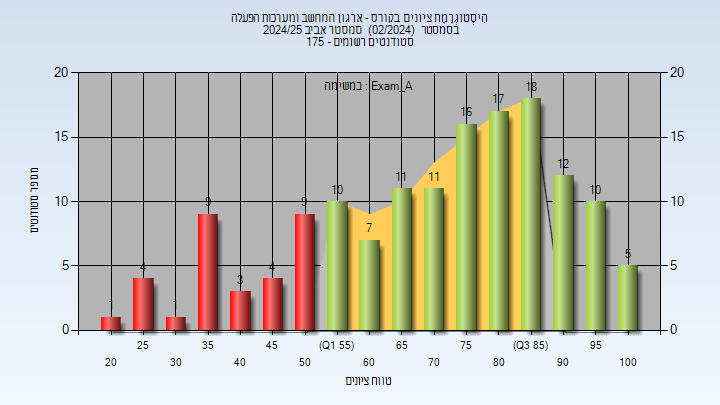 היסטוגרמת ציונים בקורס - ארגון המחשב ומערכות הפעלה
בסמסטר (02/2024) סמסטר אביב 2024/25
סטודנטים רשומים - 175
במשימה : Exam_A
מספר סטודנטים
20 20
15 15
10 10
5 5
0 0
1 4 1 9 3 4 9 10 7 11 11 16 17 18 12 10 5
25 35 45 (Q1 55) 65 75 (Q3 85) 95
20 30 40 50 60 70 80 90 100
טווח ציונים